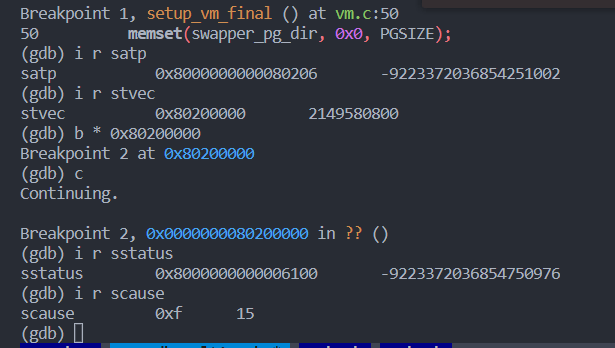 Breakpoint 1, setup_vm_final () at vm.c:50
50 memset(swapper_pg_dir, 0x0, PGSIZE);
(gdb) i r satp
satp 0x8000000000080206 -9223372036854251002
(gdb) i r stvec
stvec 0x80200000 2149580800
(gdb) b * 0x80200000
Breakpoint 2 at 0x80200000
(gdb) c
Continuing.
Breakpoint 2, 0x0000000080200000 in ?? ()
(gdb) i r sstatus
sstatus 0x8000000000006100 -9223372036854750976
(gdb) i r scause
scause 0xf 15
(gdb)